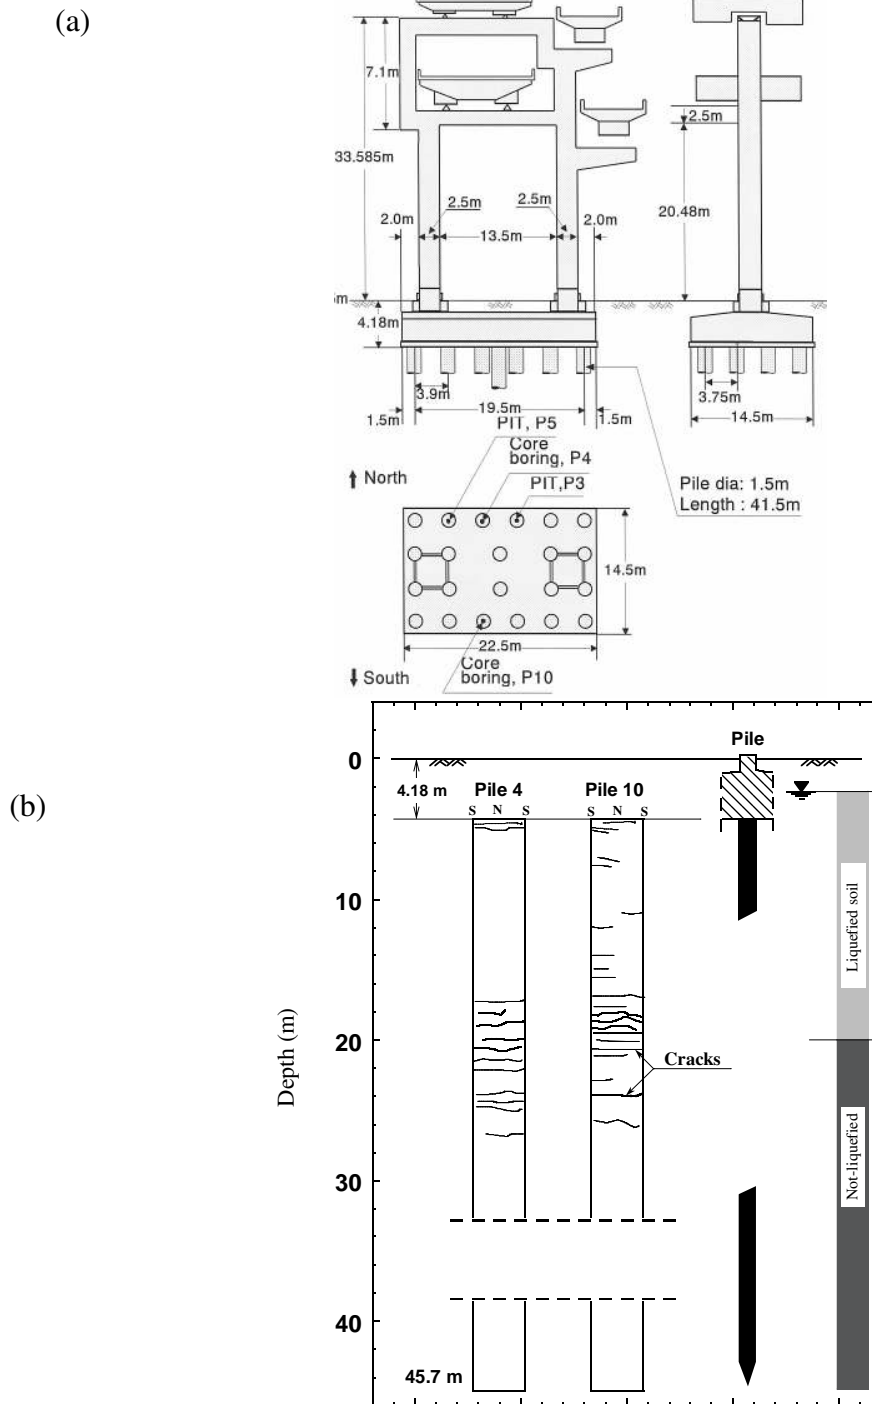 (a)
7.1m
33.585m
2.5m
2.5m
2.0m
2.0m
13.5m
2.5m
20.48m
4.18m
3.9m
19.5m
1.5m
1.5m
3.75m
14.5m
PIT, P5
Core
boring, P4
PIT,P3
North
Pile dia: 1.5m
Length : 41.5m
14.5m
22.5m
South
Core
boring, P10
(b)
Pile
0
4.18 m
Pile 4
Pile 10
S N S
S N S
10
Liquefied soil
20
Cracks
Depth (m)
Not-liquefied
30
40
45.7 m